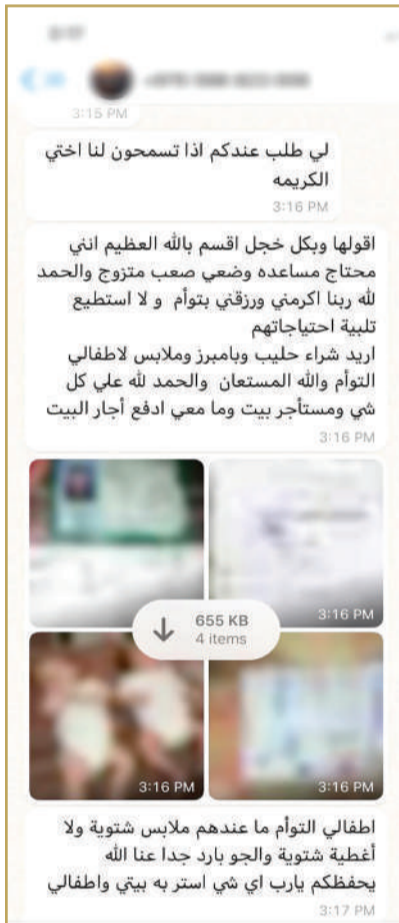 3:15 PM
لي طلب عندكم اذا تسمحون لنا اختي
الكريمه
3:16 PM
اقولها وبكل خجل اقسم بالله العظيم انني
محتاج مساعده وضعي صعب متزوج والحمد
لله ربنا اكرمني ورزقني بتوأم و لا استطيع
تلبية احتياجاتهم
اريد شراء حليب وبامبرز وملابس لاطفالي
التوأم والله المستعان والحمد لله علي كل
شي ومستأجر بيت وما معي ادفع أجار البيت
3:16 PM
3:16 PM
655 KB
4 items
3:16 PM
3:16 PM
اطفالي التوأم ما عندهم ملابس شتوية ولا
أغطية شتوية والجو بارد جدا عنا الله
يحفظكم يارب اي شي استر به بيتي واطفالي
3:17 PM